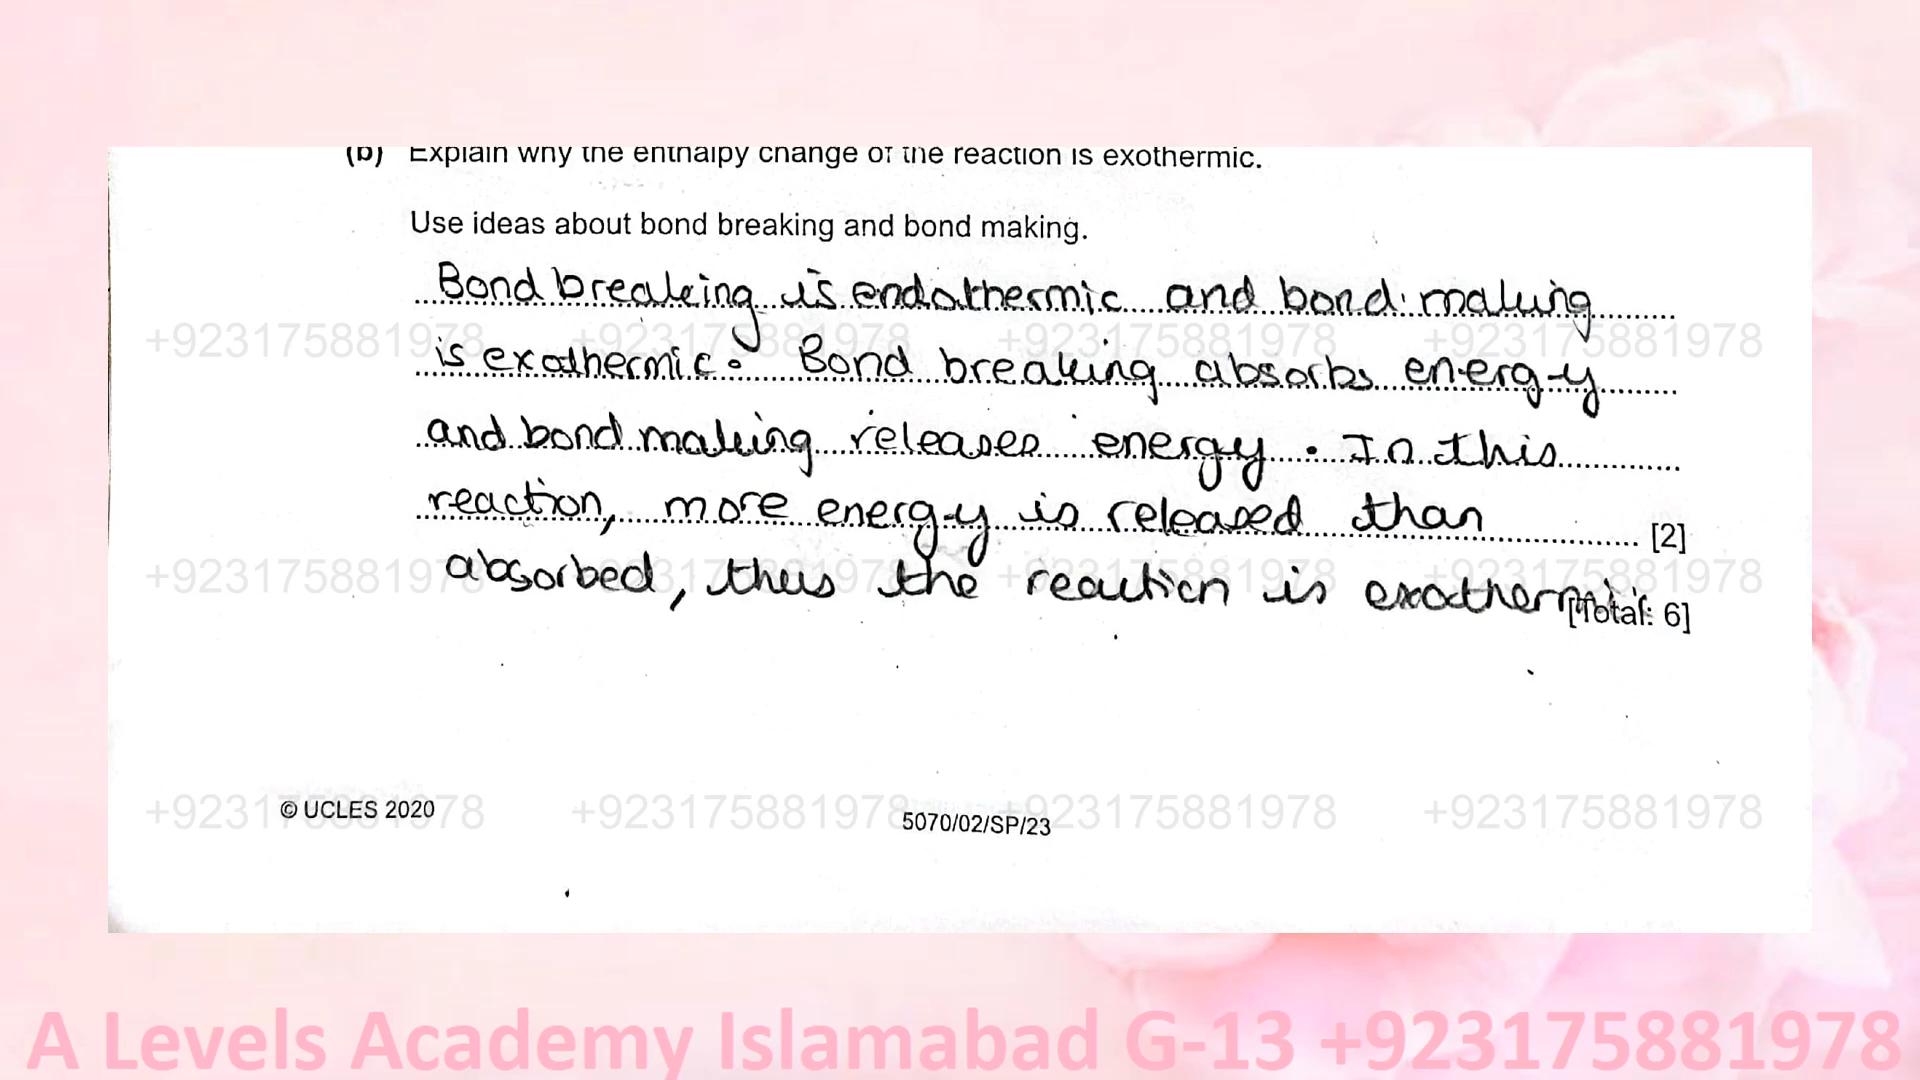 (b) Explain why the enthalpy change of the reaction is exothermic.
Use ideas about bond breaking and bond making.
Bond breaking is endothermic and bond making
+923175881978 +923175881978 +923175881978 +923175881978
is exothermic. Bond breaking absorbs energy
and bond making releases energy. In this
reaction, more energy is released than
[2]
+923175881978 +923175881978 +923175881978 +923175881978
absorbed, thus the reaction is exothermic.
[Total: 6]
+923175881978 +923175881978 +923175881978 +923175881978
© UCLES 2020
5070/02/SP/23
A Levels Academy Islamabad G-13 +923175881978